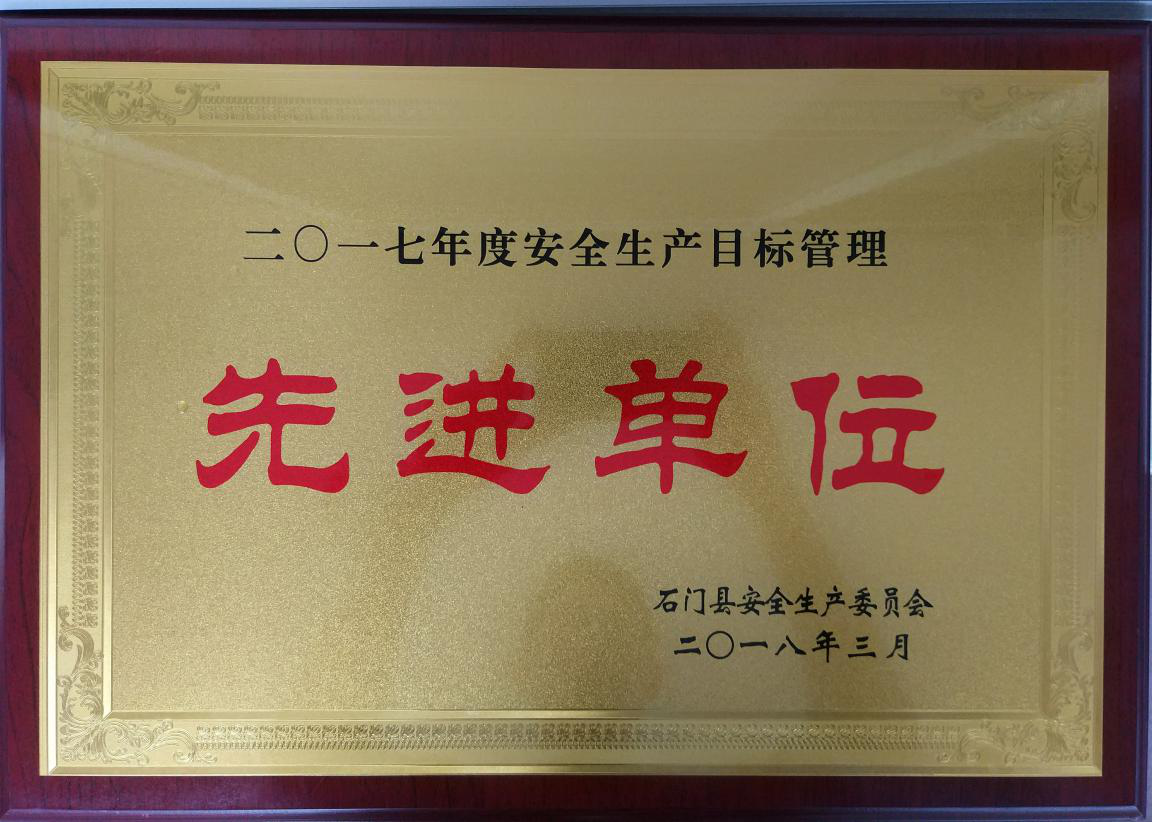 二〇一七年度安全生产目标管理
先进单位
石门县安全生产委员会
二〇一八年三月